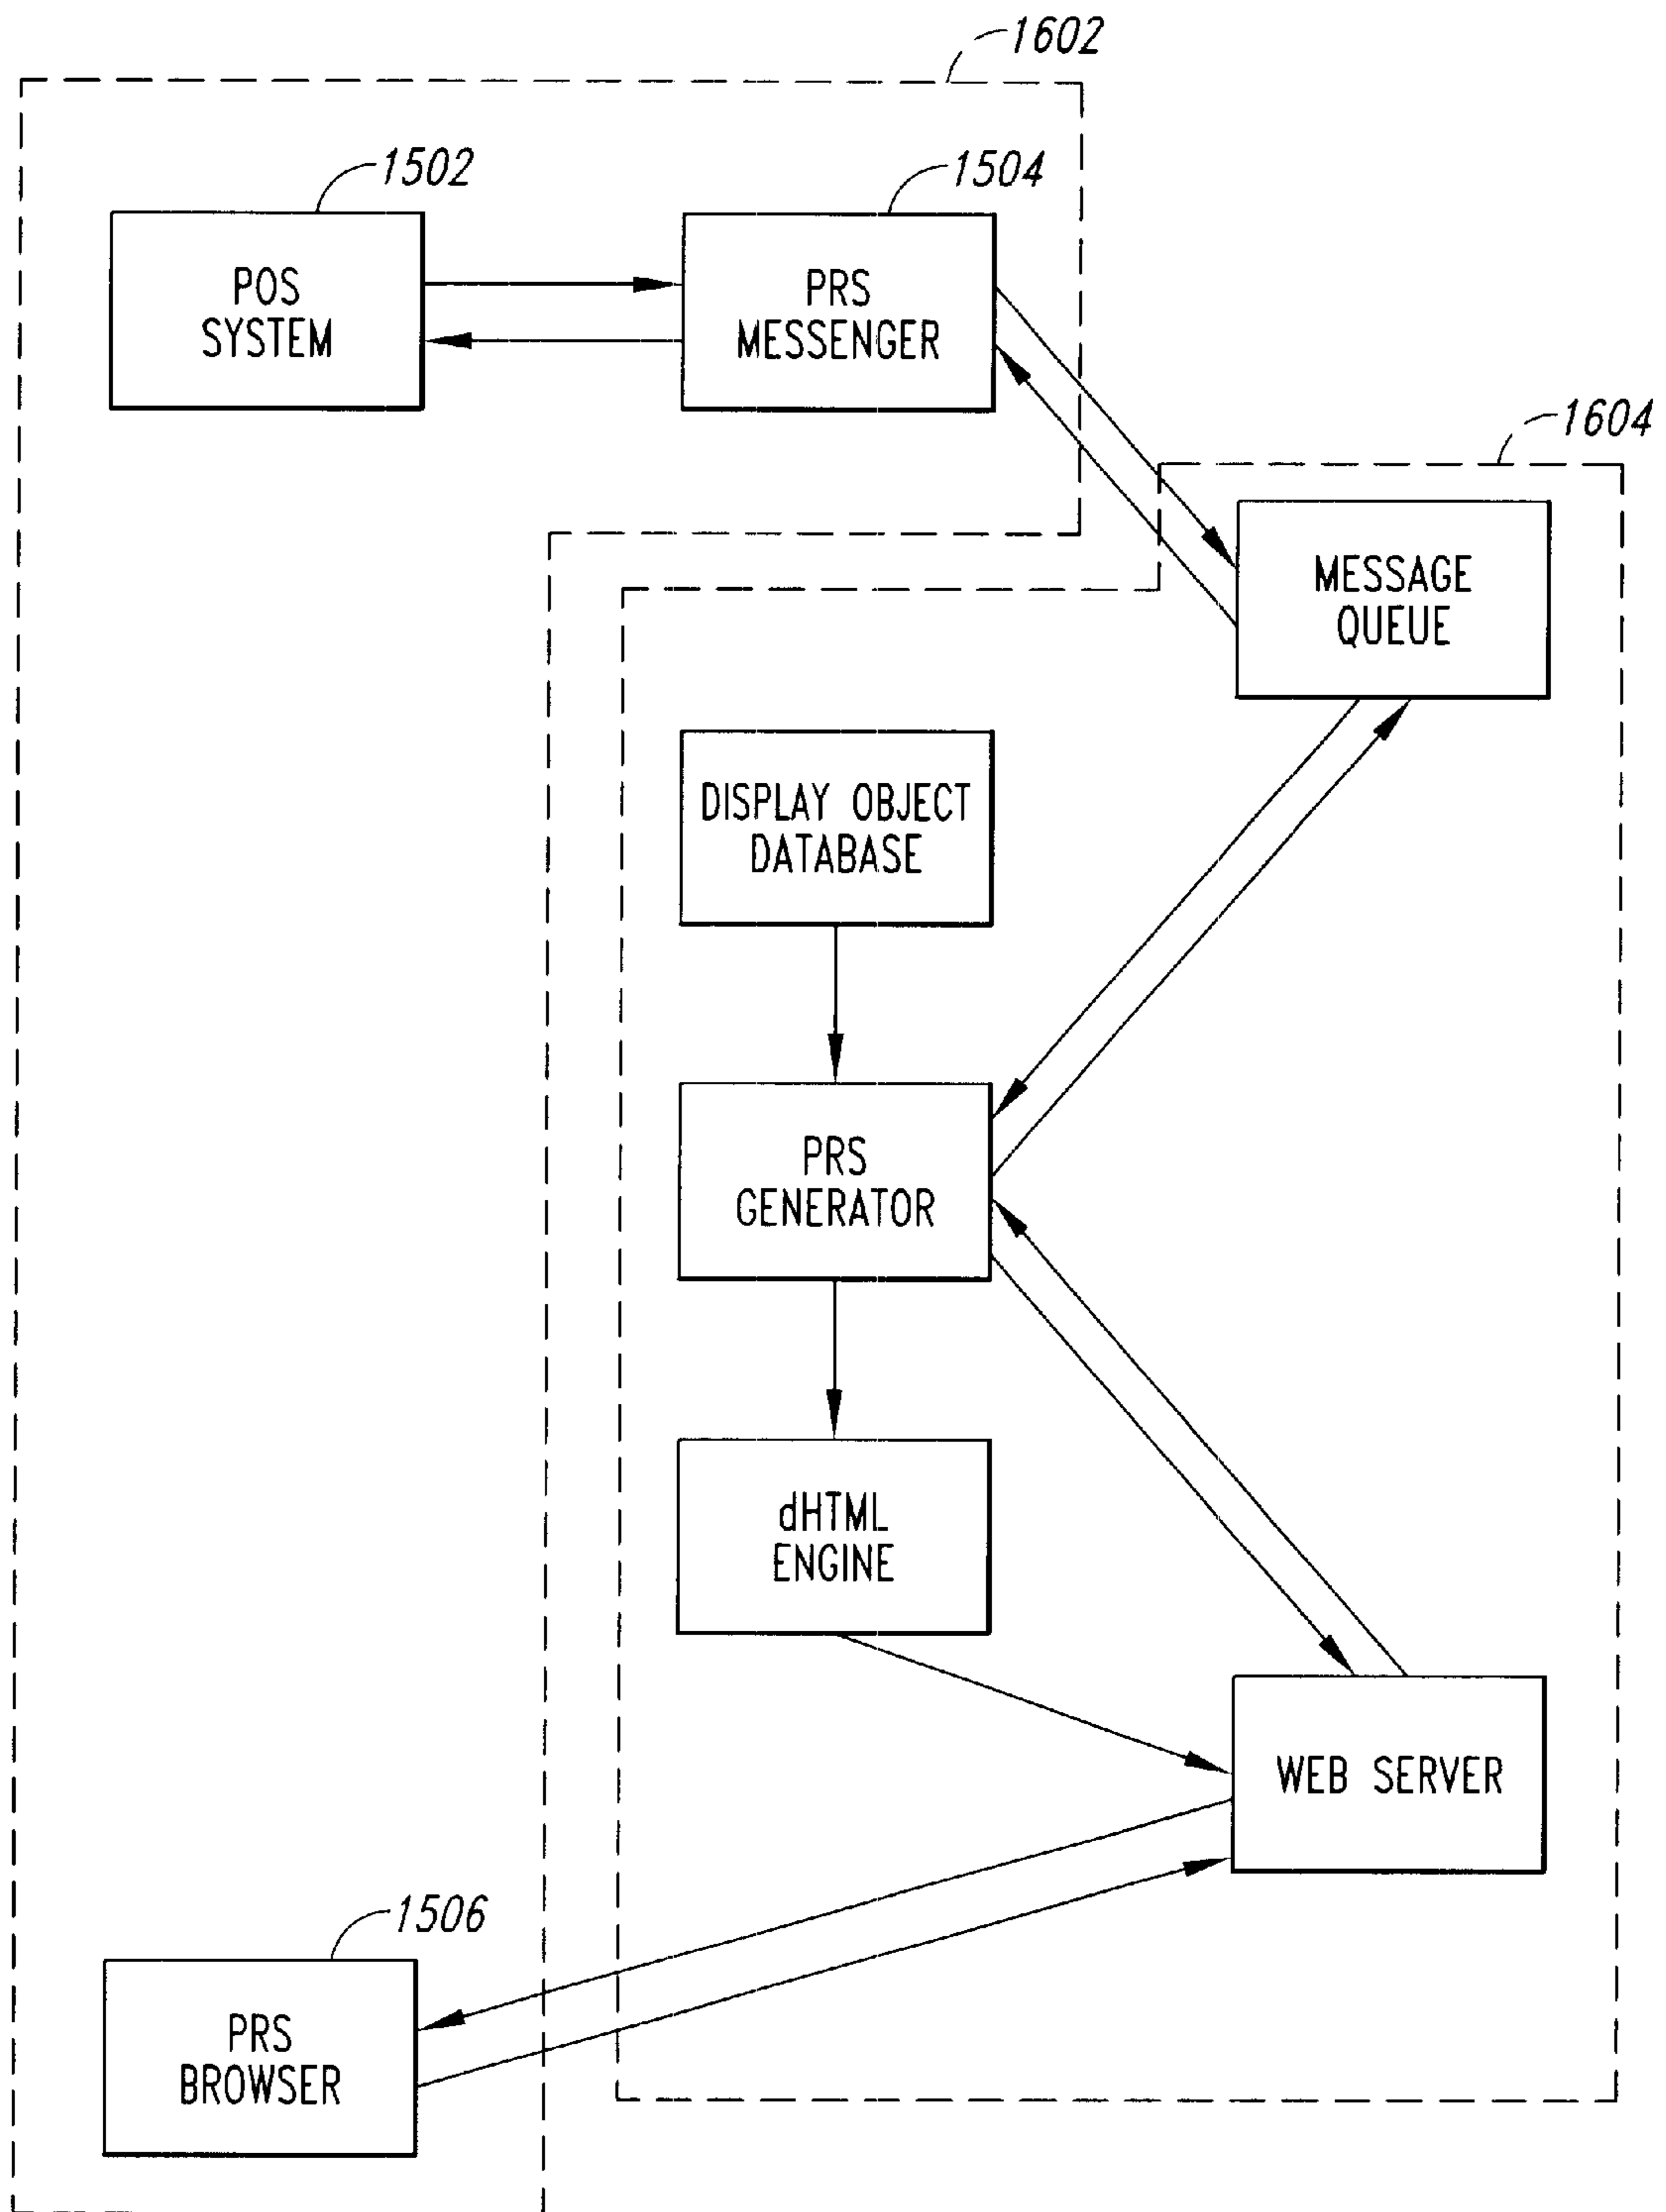 1602
1502
1504
POS
SYSTEM
PRS
MESSENGER
1604
MESSAGE
QUEUE
DISPLAY OBJECT
DATABASE
PRS
GENERATOR
dHTML
ENGINE
WEB SERVER
1506
PRS
BROWSER